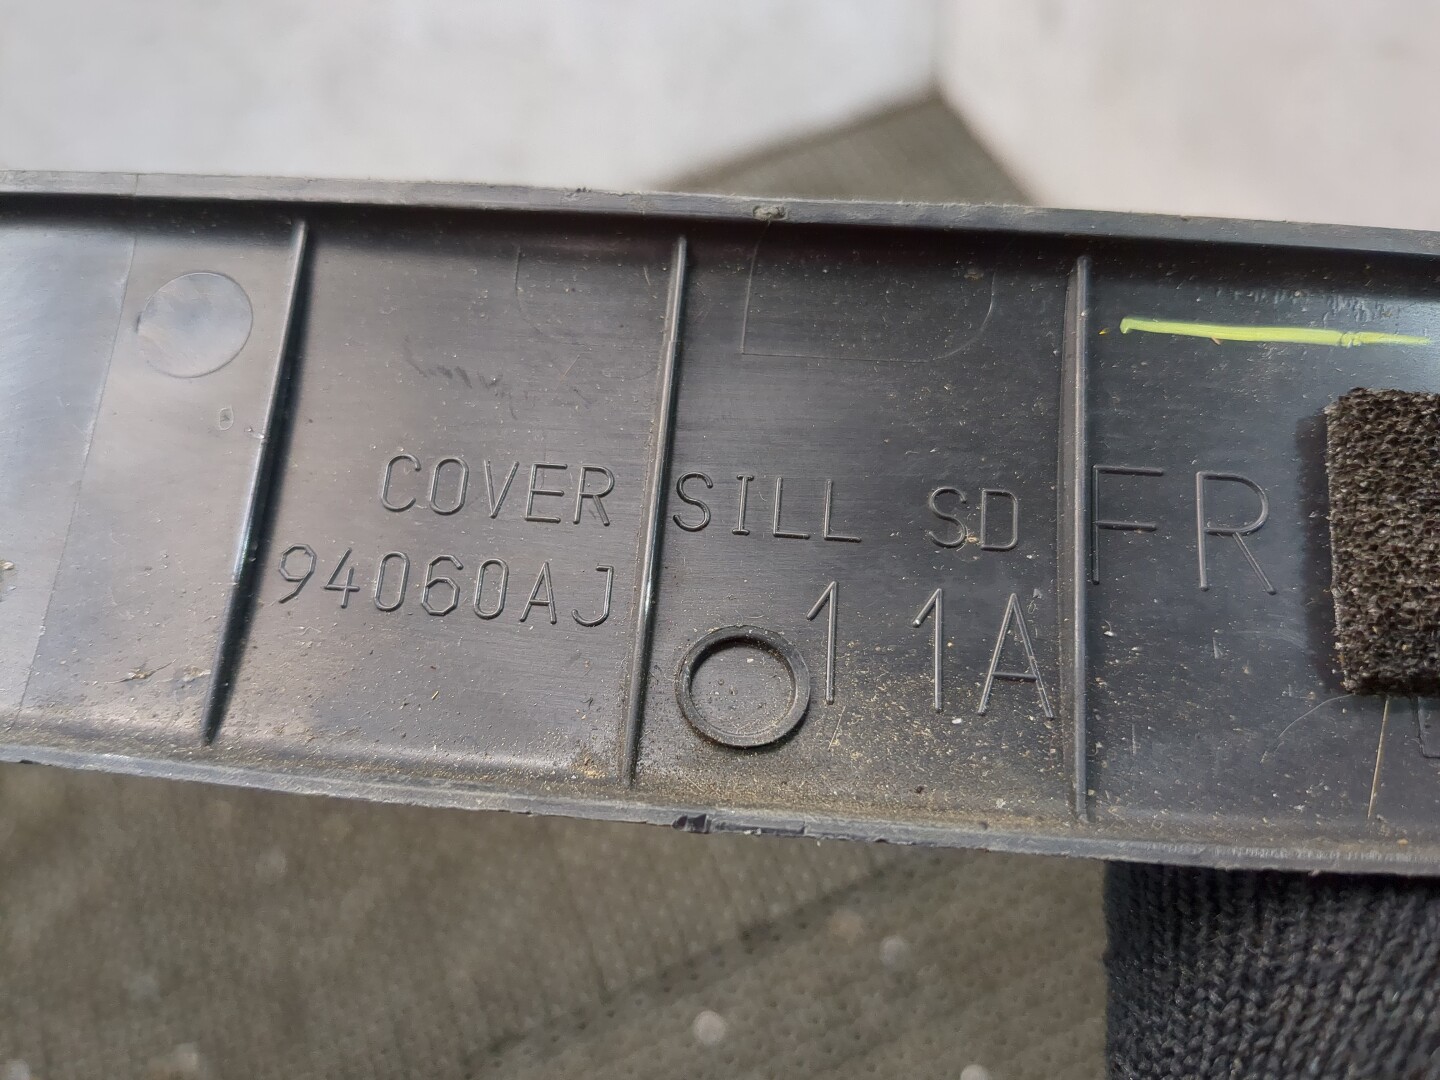 COVER SILL SD FR
94060AJ 11A